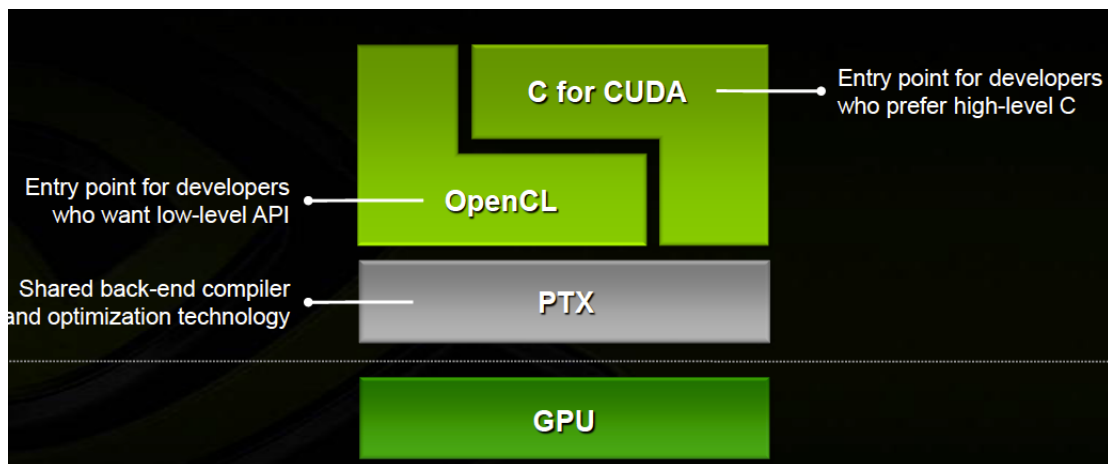 C for CUDA
Entry point for developers
who prefer high-level C
Entry point for developers
who want low-level API
OpenCL
Shared back-end compiler
and optimization technology
PTX
GPU